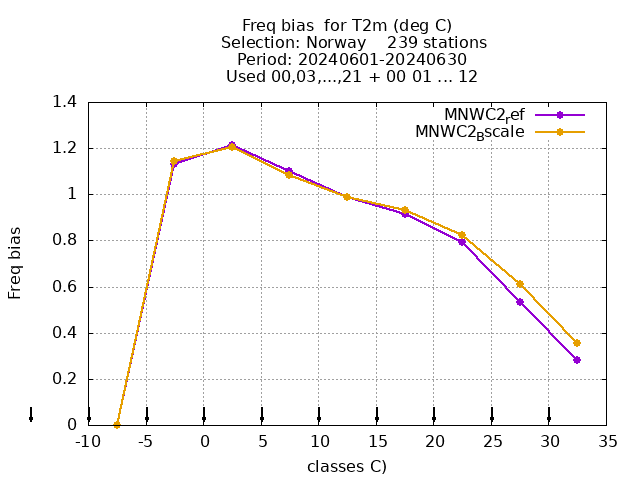 Freq bias  for T2m (deg C)
Selection: Norway    239 stations
Period: 20240601-20240630
Used 00,03,...,21 + 00 01 ... 12
MNWC2_ref
MNWC2_Bscale
1.4
1.2
1
0.8
0.6
0.4
0.2
0
Freq bias
-10 -5 0 5 10 15 20 25 30 35
classes C)